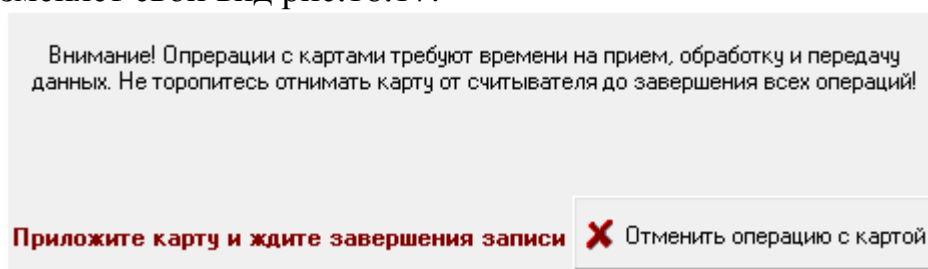 Внимание! Опрерации с картами требуют времени на прием, обработку и передачу
данных. Не торопитесь отнимать карту от считывателя до завершения всех операций!
Приложите карту и ждите завершения записи
Отменить операцию с картой